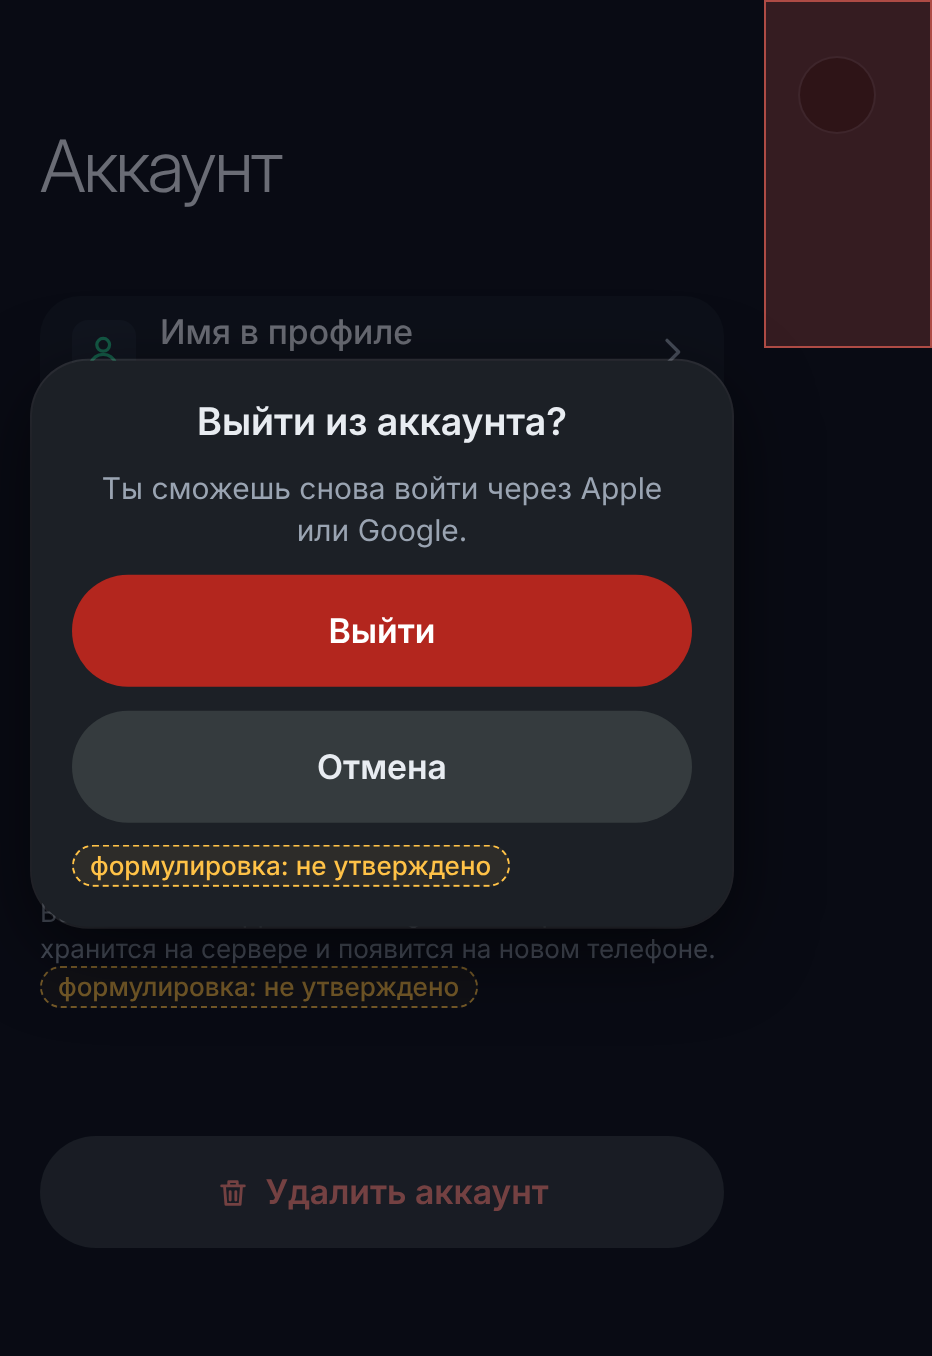 Аккаунт
Имя в профиле
Выйти из аккаунта?
Ты сможешь снова войти через Apple
или Google.
Выйти
Отмена
формулировка: не утверждено
хранится на сервере и появится на новом телефоне.
формулировка: не утверждено
Удалить аккаунт